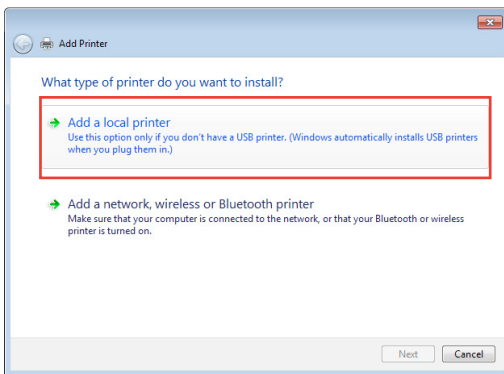 Add Printer
What type of printer do you want to install?
Add a local printer
Use this option only if you don't have a USB printer. (Windows automatically installs USB printers
when you plug them in.)
Add a network, wireless or Bluetooth printer
Make sure that your computer is connected to the network, or that your Bluetooth or wireless
printer is turned on.
Next
Cancel